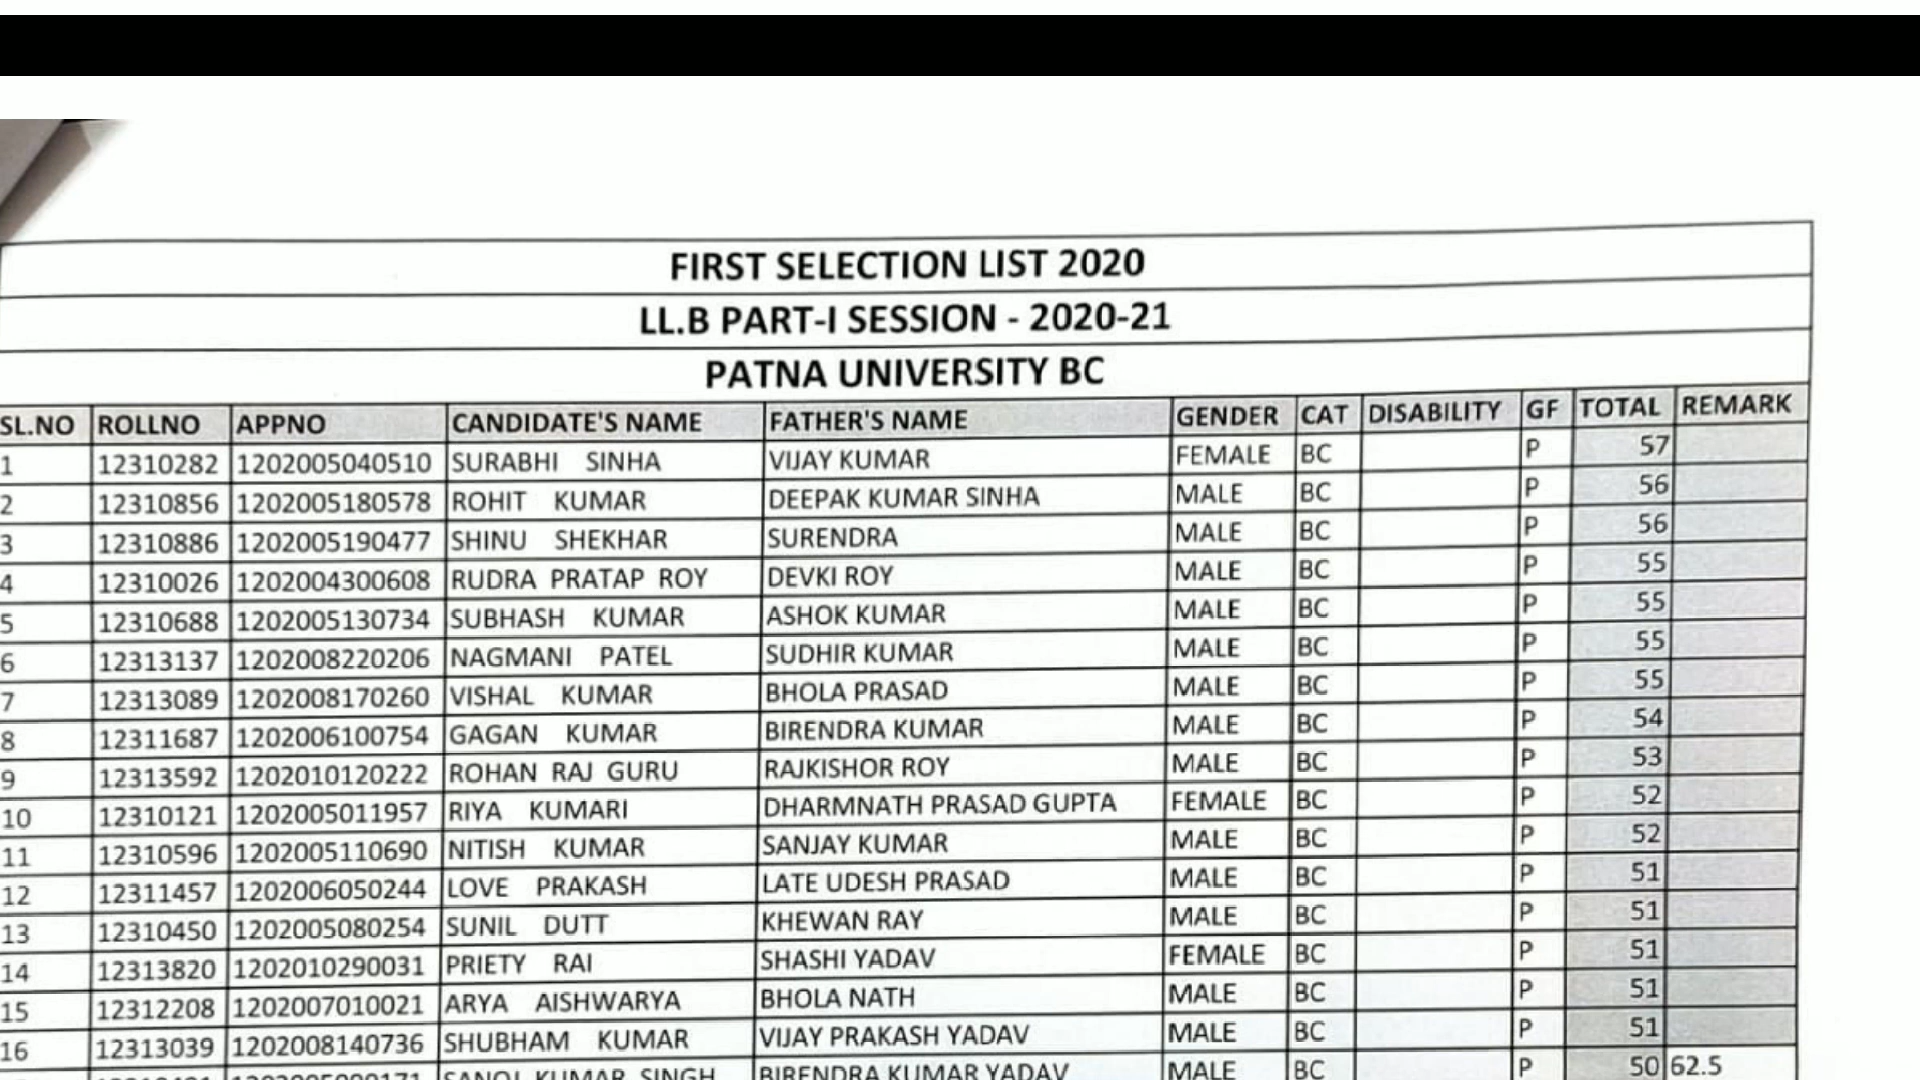 FIRST SELECTION LIST 2020
LL.B PART-I SESSION - 2020-21
PATNA UNIVERSITY BC
SL.NO ROLLNO APPNO CANDIDATE'S NAME FATHER'S NAME GENDER CAT DISABILITY GF TOTAL REMARK
1 12310282 1202005040510 SURABHI SINHA VIJAY KUMAR FEMALE BC P 57
2 12310856 1202005180578 ROHIT KUMAR DEEPAK KUMAR SINHA MALE BC P 56
3 12310886 1202005190477 SHINU SHEKHAR SURENDRA MALE BC P 56
4 12310026 1202004300608 RUDRA PRATAP ROY DEVKI ROY MALE BC P 55
5 12310688 1202005130734 SUBHASH KUMAR ASHOK KUMAR MALE BC P 55
6 12313137 1202008220206 NAGMANI PATEL SUDHIR KUMAR MALE BC P 55
7 12313089 1202008170260 VISHAL KUMAR BHOLA PRASAD MALE BC P 55
8 12311687 1202006100754 GAGAN KUMAR BIRENDRA KUMAR MALE BC P 54
9 12313592 1202010120222 ROHAN RAJ GURU RAJKISHOR ROY MALE BC P 53
10 12310121 1202005011957 RIYA KUMARI DHARMNATH PRASAD GUPTA FEMALE BC P 52
11 12310596 1202005110690 NITISH KUMAR SANJAY KUMAR MALE BC P 52
12 12311457 1202006050244 LOVE PRAKASH LATE UDESH PRASAD MALE BC P 51
13 12310450 1202005080254 SUNIL DUTT KHEWAN RAY MALE BC P 51
14 12313820 1202010290031 PRIETY RAI SHASHI YADAV FEMALE BC P 51
15 12312208 1202007010021 ARYA AISHWARYA BHOLA NATH MALE BC P 51
16 12313039 1202008140736 SHUBHAM KUMAR VIJAY PRAKASH YADAV MALE BC P 51
KUMAR SINGH BIRENDRA KUMAR YADAV MALE BC P 50 62.5